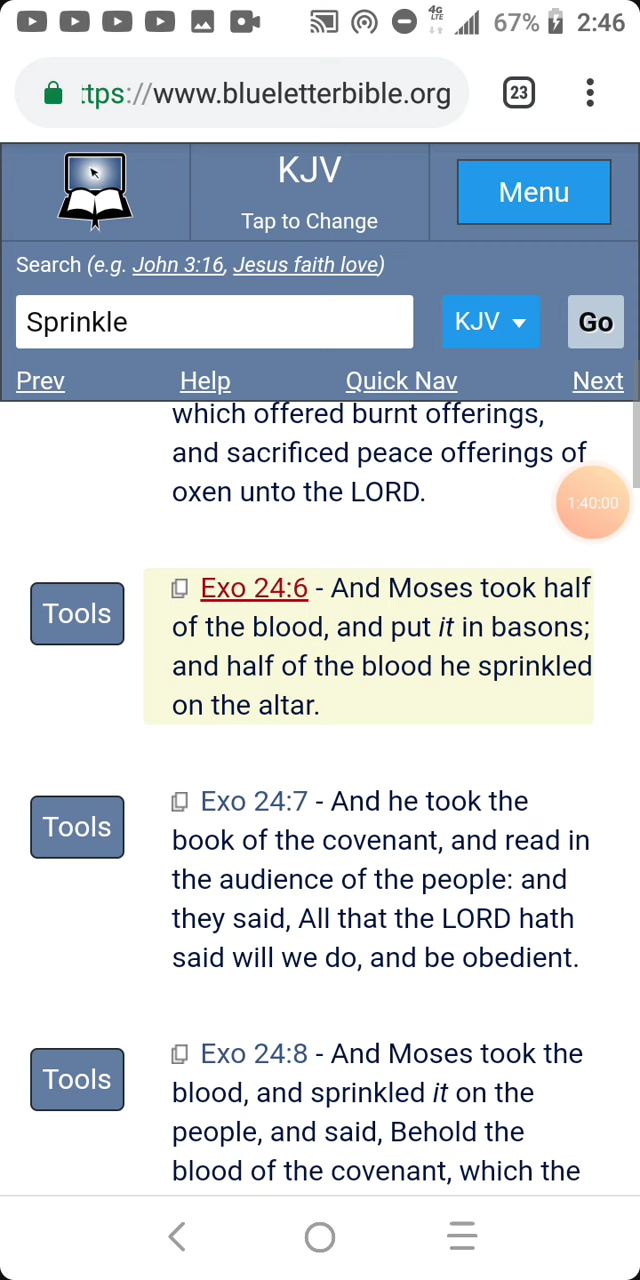 4G
LTE
67%
2:46
ttps://www.blueletterbible.org
23
KJV
Tap to Change
Menu
Search (e.g. John 3:16, Jesus faith love)
Sprinkle
KJV
Go
Prev
Help
Quick Nav
Next
which offered burnt offerings,
and sacrificed peace offerings of
oxen unto the LORD.
1:40:00
Tools
Exo 24:6 - And Moses took half
of the blood, and put it in basons;
and half of the blood he sprinkled
on the altar.
Tools
Exo 24:7 - And he took the
book of the covenant, and read in
the audience of the people: and
they said, All that the LORD hath
said will we do, and be obedient.
Tools
Exo 24:8 - And Moses took the
blood, and sprinkled it on the
people, and said, Behold the
blood of the covenant, which the